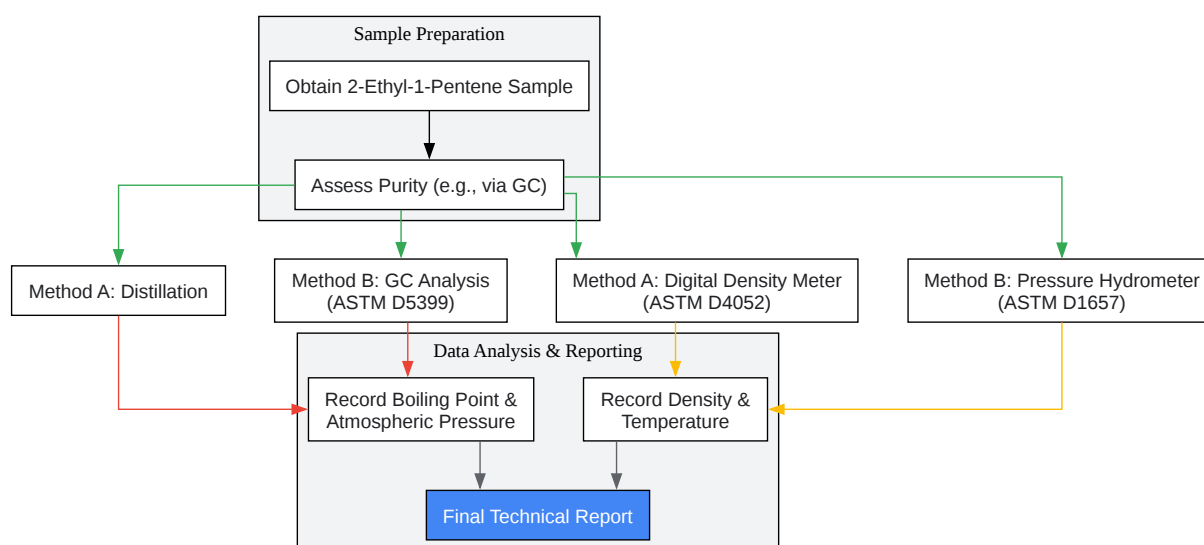 Sample Preparation
Obtain 2-Ethyl-1-Pentene Sample
Assess Purity (e.g., via GC)
Method A: Distillation
Method B: GC Analysis
(ASTM D5399)
Method A: Digital Density Meter
(ASTM D4052)
Method B: Pressure Hydrometer
(ASTM D1657)
Data Analysis & Reporting
Record Boiling Point &
Atmospheric Pressure
Record Density &
Temperature
Final Technical Report